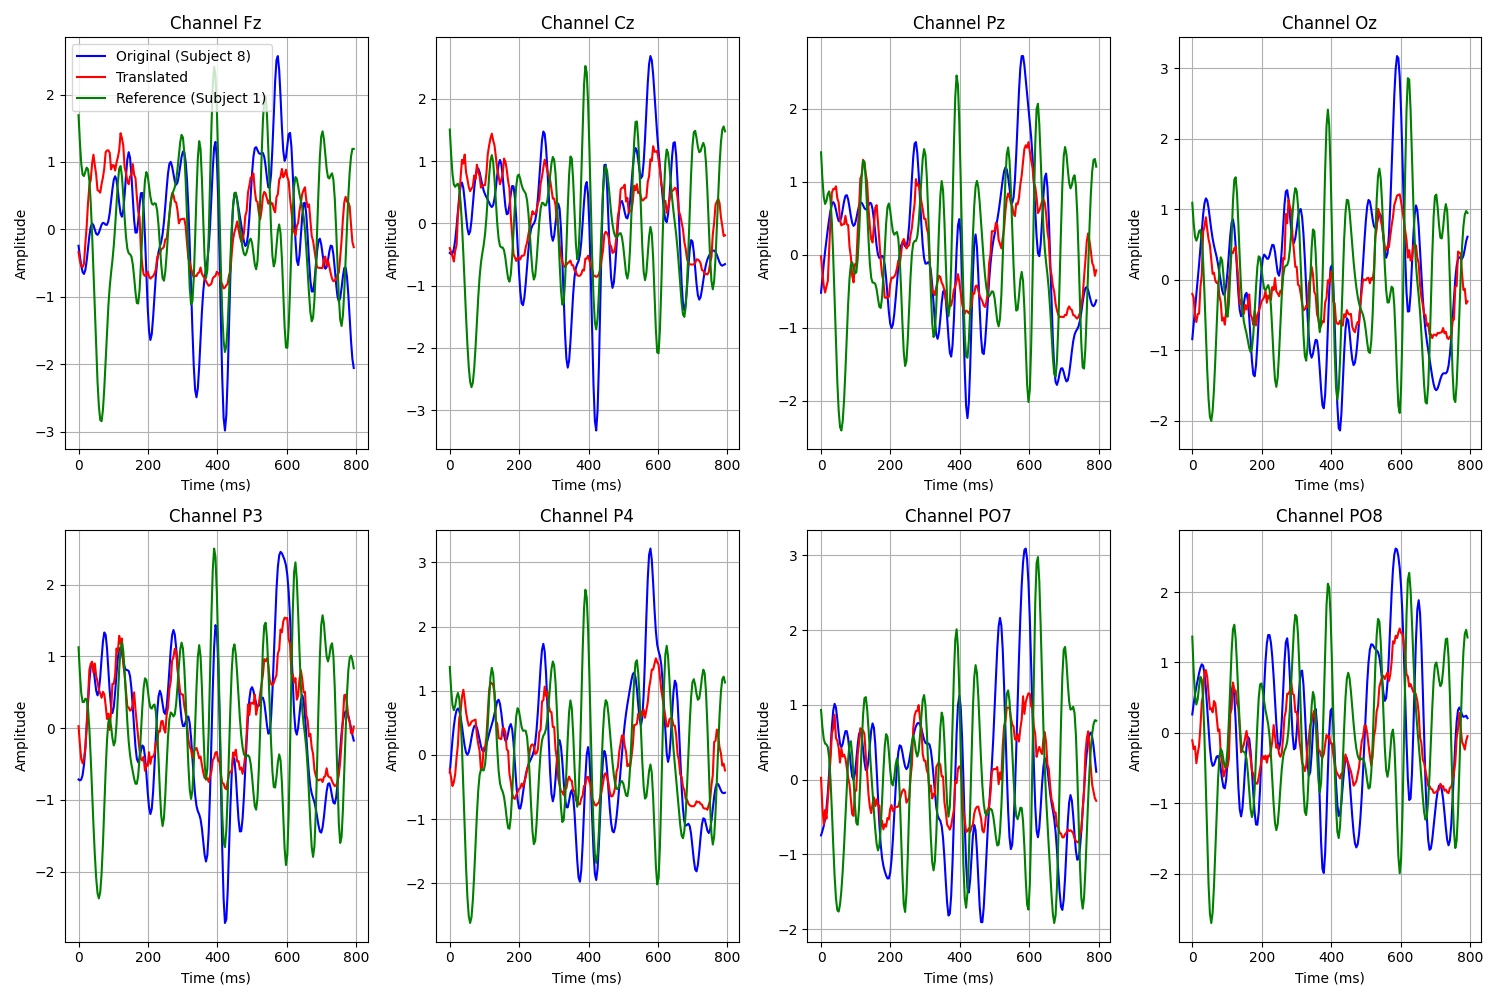 Channel Fz
Channel Cz
Channel Pz
Channel Oz
Original (Subject 8)
Translated
Reference (Subject 1)
Amplitude
2
1
0
−1
−2
−3
0 200 400 600 800
Time (ms)
Amplitude
2
1
0
−1
−2
−3
0 200 400 600 800
Time (ms)
Amplitude
2
1
0
−1
−2
0 200 400 600 800
Time (ms)
Amplitude
3
2
1
0
−1
−2
0 200 400 600 800
Time (ms)
Channel P3
Channel P4
Channel PO7
Channel PO8
Amplitude
2
1
0
−1
−2
0 200 400 600 800
Time (ms)
Amplitude
3
2
1
0
−1
−2
0 200 400 600 800
Time (ms)
Amplitude
3
2
1
0
−1
−2
0 200 400 600 800
Time (ms)
Amplitude
2
1
0
−1
−2
0 200 400 600 800
Time (ms)